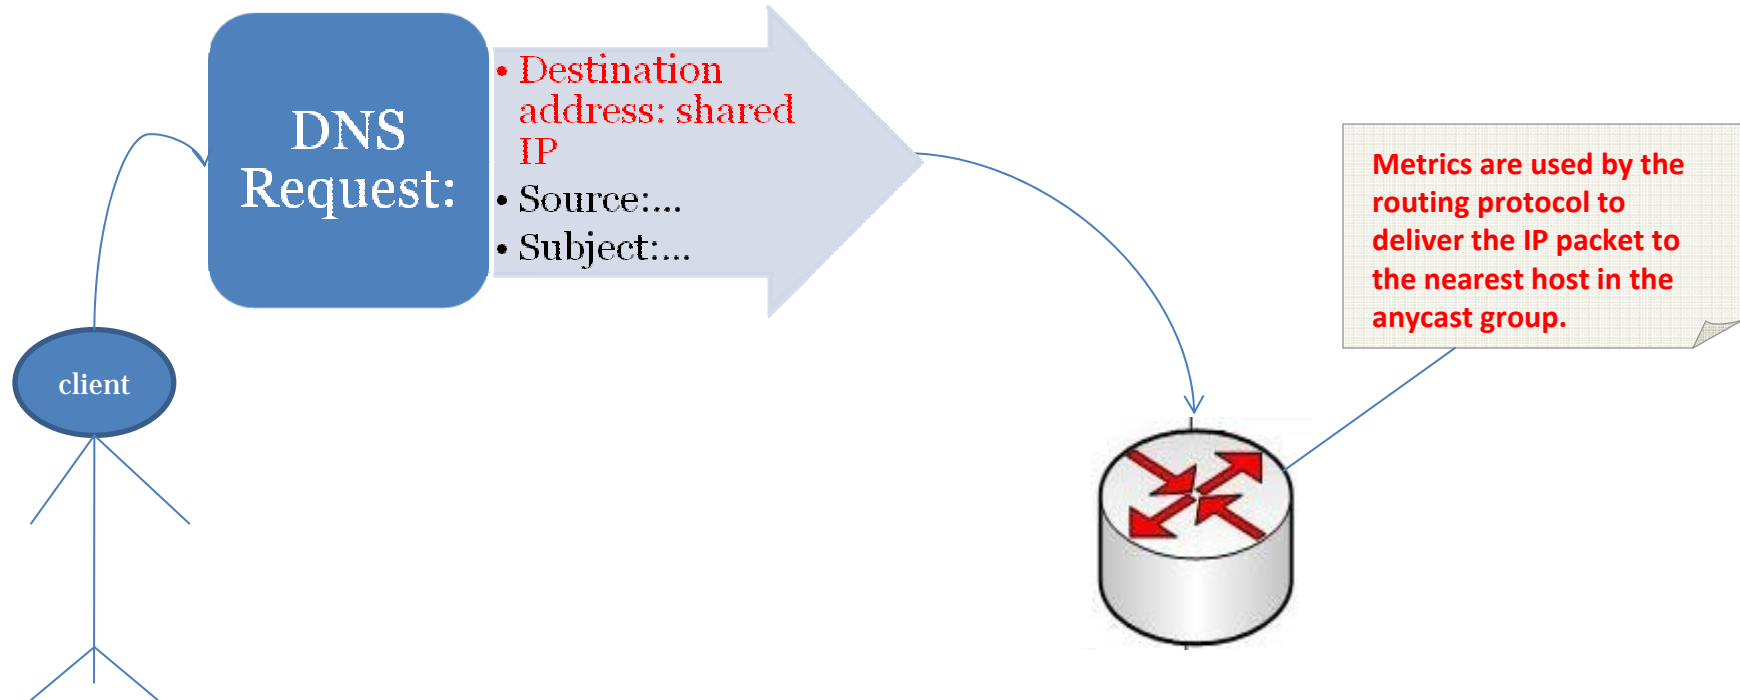 DNS
Request:
• Destination
address: shared
IP
• Source:...
• Subject:...
client
Metrics are used by the
routing protocol to
deliver the IP packet to
the nearest host in the
anycast group.